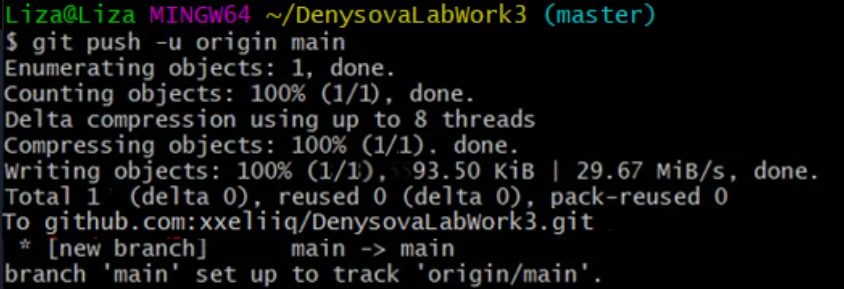 Liza@Liza MINGW64 ~/DenysovaLabWork3 (master)
$ git push -u origin main
Enumerating objects: 1, done.
Counting objects: 100% (1/1), done.
Delta compression using up to 8 threads
Compressing objects: 100% (1/1). done.
Writing objects: 100% (1/1), 93.50 KiB | 29.67 MiB/s, done.
Total 1 (delta 0), reused 0 (delta 0), pack-reused 0
To github.com:xxeliiq/DenysovaLabWork3.git
* [new branch] main -> main
branch 'main' set up to track 'origin/main'.